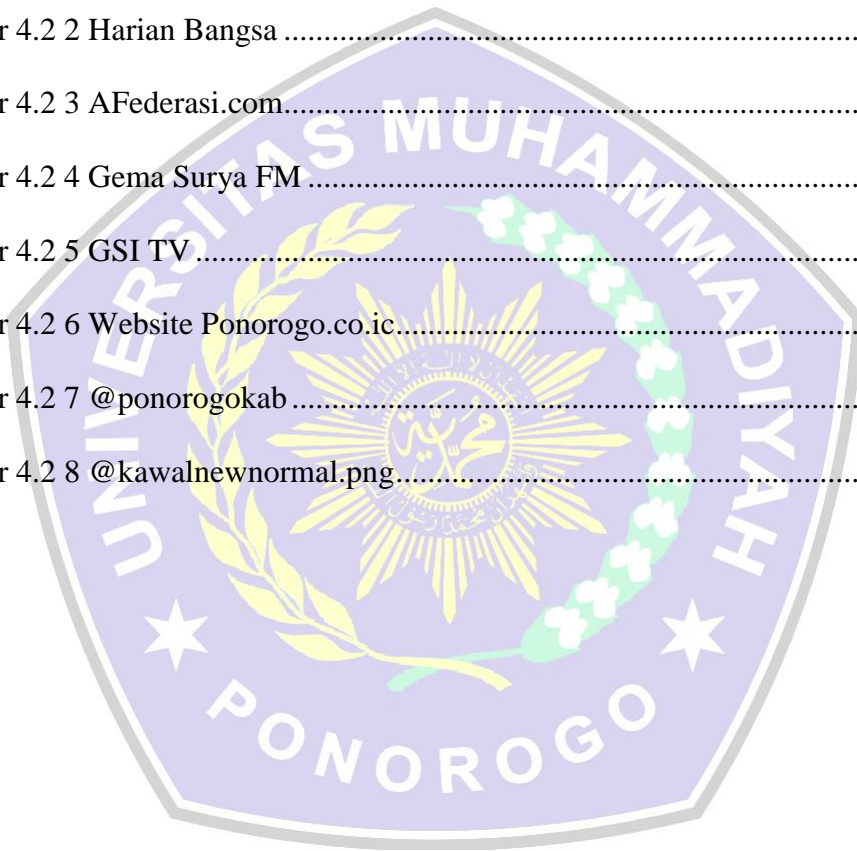 r 4.2 2 Harian Bangsa ........................................................................
r 4.2 3 AFederasi.com........................................................................
r 4.2 4 Gema Surya FM ....................................................................
r 4.2 5 GSI TV ....................................................................................
r 4.2 6 Website Ponorogo.co.ic..........................................................
r 4.2 7 @ponorogokab ........................................................................
r 4.2 8 @kawalnewnormal.png..........................................................
UNIVERSITAS MUHAMMADIYAH
PONOROGO
محمدية